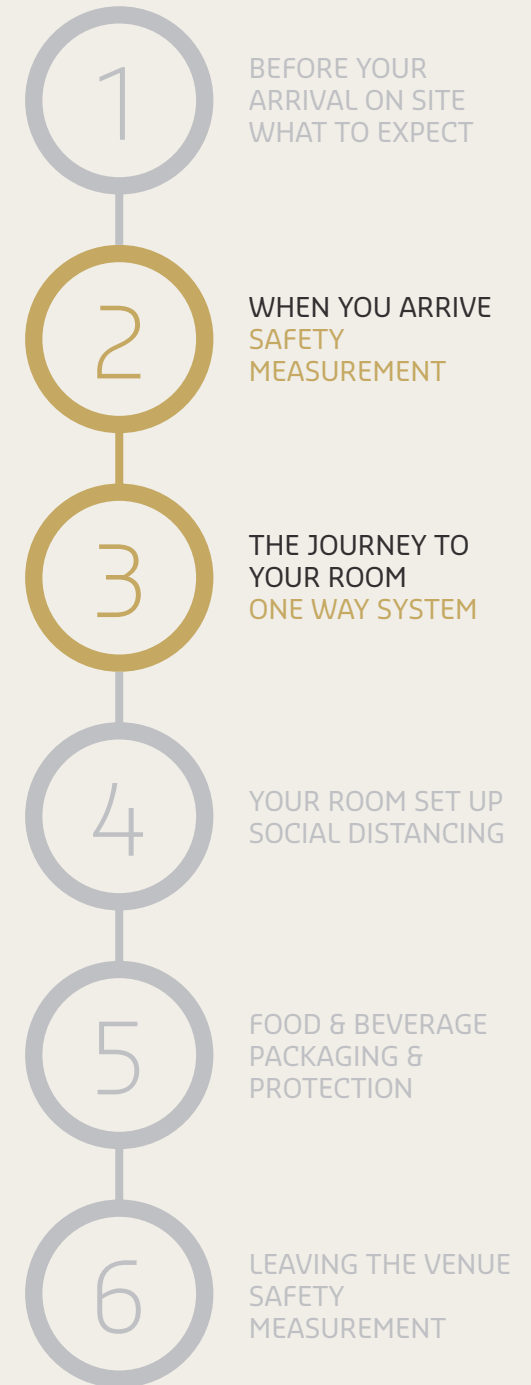 1
BEFORE YOUR
ARRIVAL ON SITE
WHAT TO EXPECT
2
WHEN YOU ARRIVE
SAFETY
MEASUREMENT
3
THE JOURNEY TO
YOUR ROOM
ONE WAY SYSTEM
4
YOUR ROOM SET UP
SOCIAL DISTANCING
5
FOOD & BEVERAGE
PACKAGING &
PROTECTION
6
LEAVING THE VENUE
SAFETY
MEASUREMENT